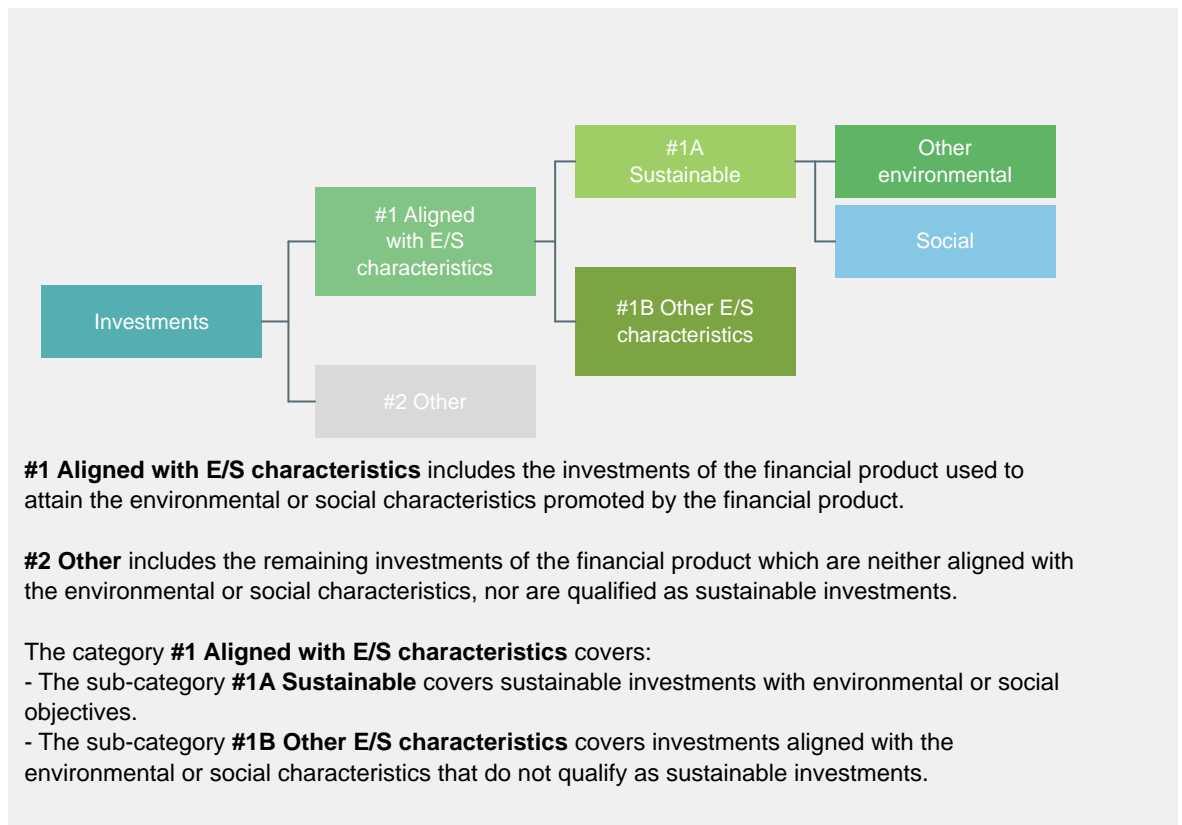 #1A
Sustainable
Other
environmental
#1 Aligned
with E/S
characteristics
Social
Investments
#1B Other E/S
characteristics
#2 Other
#1 Aligned with E/S characteristics includes the investments of the financial product used to
attain the environmental or social characteristics promoted by the financial product.
#2 Other includes the remaining investments of the financial product which are neither aligned with
the environmental or social characteristics, nor are qualified as sustainable investments.
The category #1 Aligned with E/S characteristics covers:
- The sub-category #1A Sustainable covers sustainable investments with environmental or social
objectives.
- The sub-category #1B Other E/S characteristics covers investments aligned with the
environmental or social characteristics that do not qualify as sustainable investments.